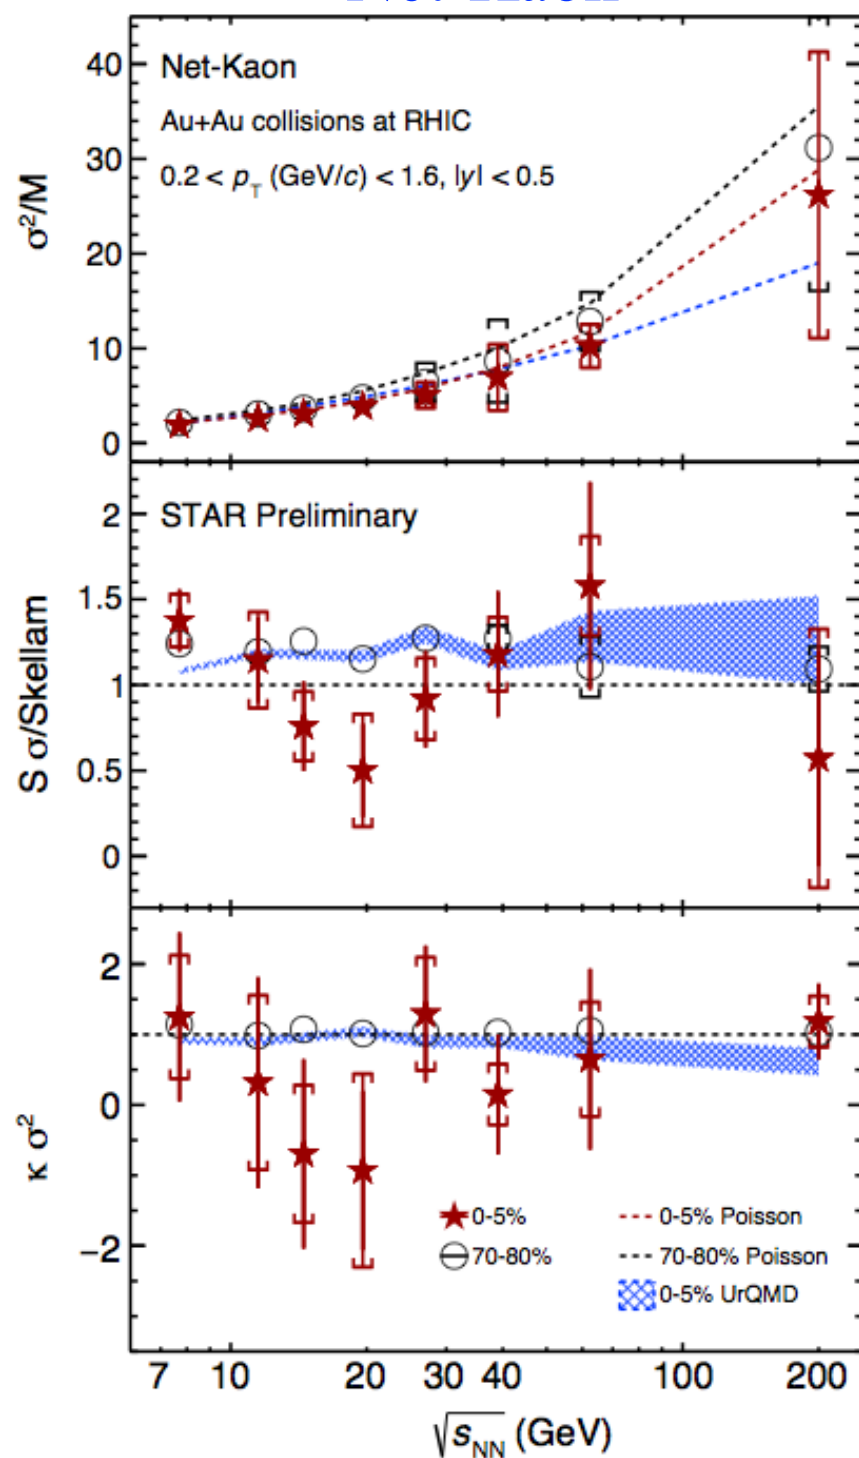 Net-Kaon
Au+Au collisions at RHIC
0.2 < p_T (GeV/c) < 1.6, |y| < 0.5
σ²/M
40
30
20
10
0
STAR Preliminary
S σ/Skellam
2
1.5
1
0.5
0
κ σ²
2
0
−2
0-5%
0-5% Poisson
70-80%
70-80% Poisson
0-5% UrQMD
7 10 20 30 40 100 200
√s_NN (GeV)